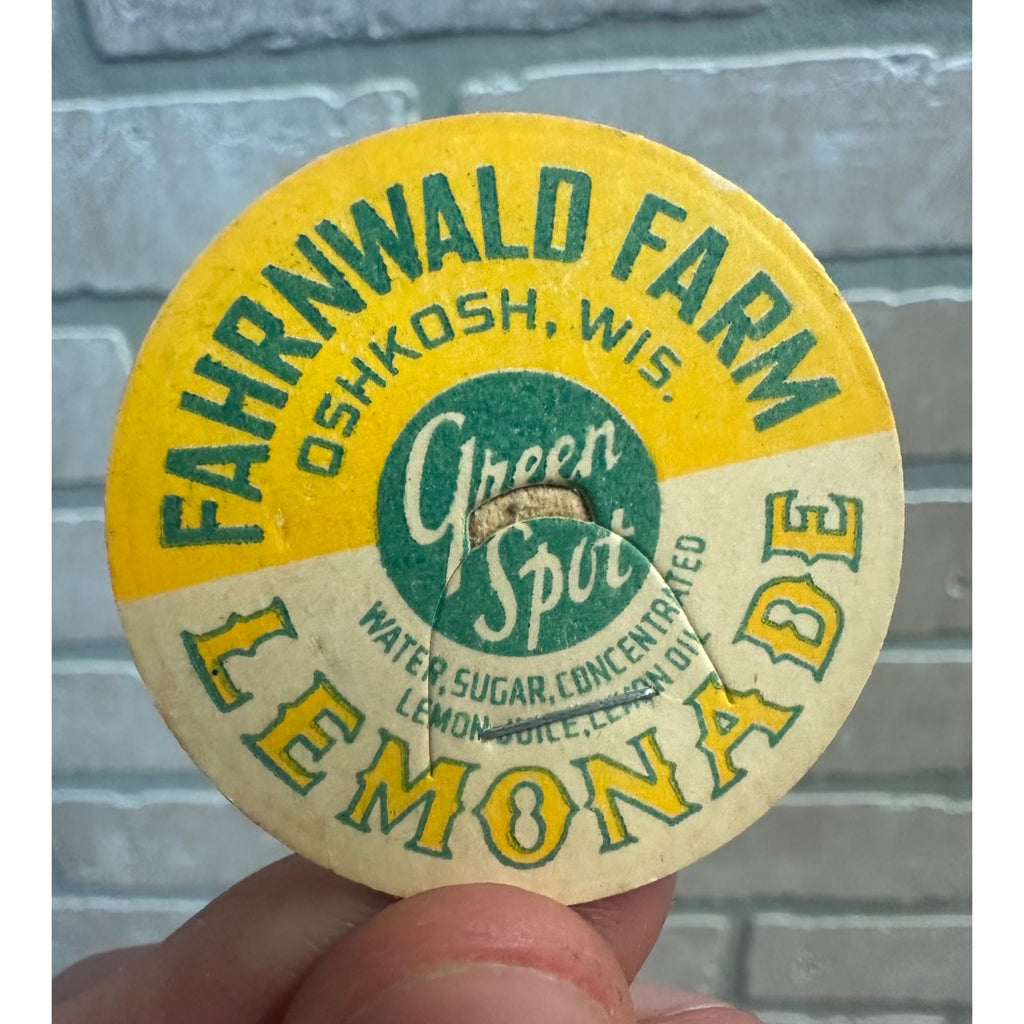 FAHRNWALD FARM
OSHKOSH, WIS.
Green
Spot
WATER, SUGAR, CONCENTRATED
LEMON JUICE, LEMON OIL
LEMONADE